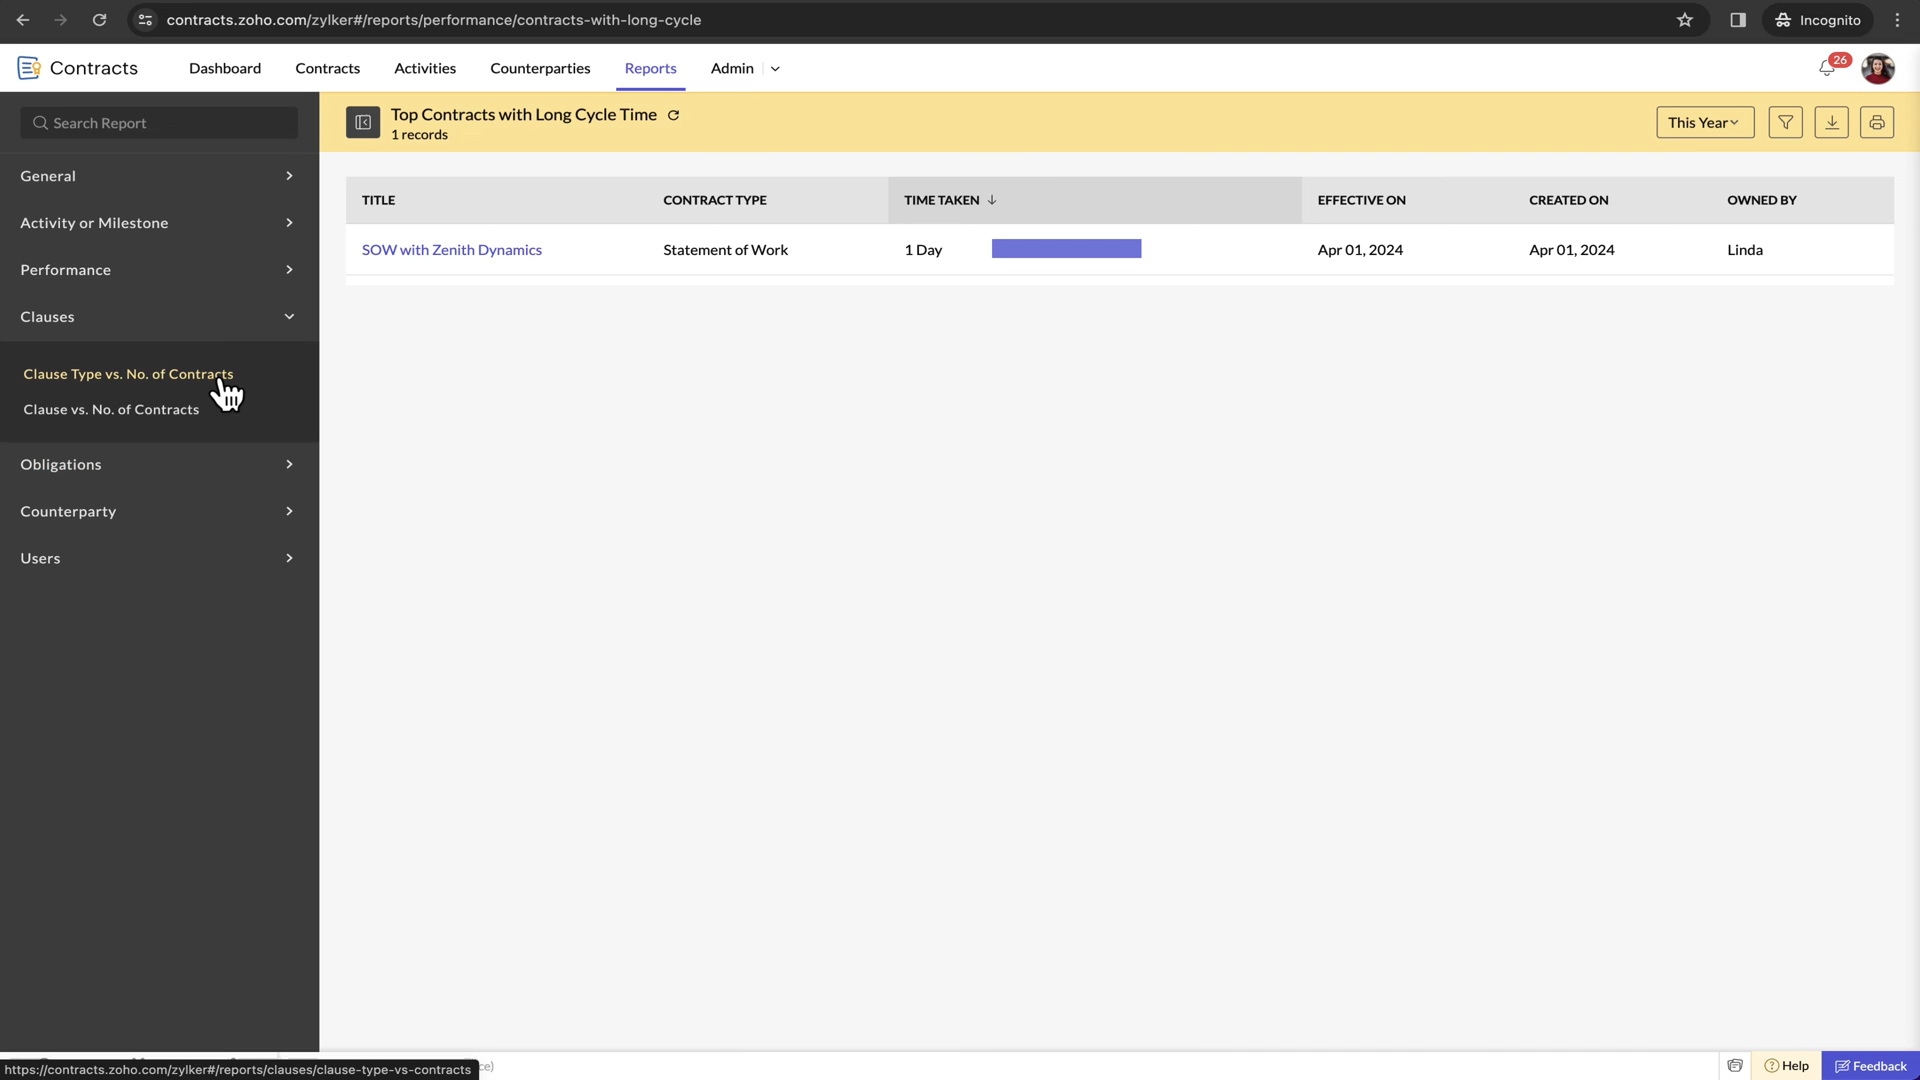 contracts.zoho.com/zylker#/reports/performance/contracts-with-long-cycle
Incognito
Contracts
Dashboard
Contracts
Activities
Counterparties
Reports
Admin
26
Search Report
Top Contracts with Long Cycle Time
1 records
This Year
General
Activity or Milestone
Performance
Clauses
Clause Type vs. No. of Contracts
Clause vs. No. of Contracts
Obligations
Counterparty
Users
TITLE CONTRACT TYPE TIME TAKEN EFFECTIVE ON CREATED ON OWNED BY
SOW with Zenith Dynamics Statement of Work 1 Day Apr 01, 2024 Apr 01, 2024 Linda
https://contracts.zoho.com/zylker#/reports/clauses/clause-type-vs-contracts
Help
Feedback